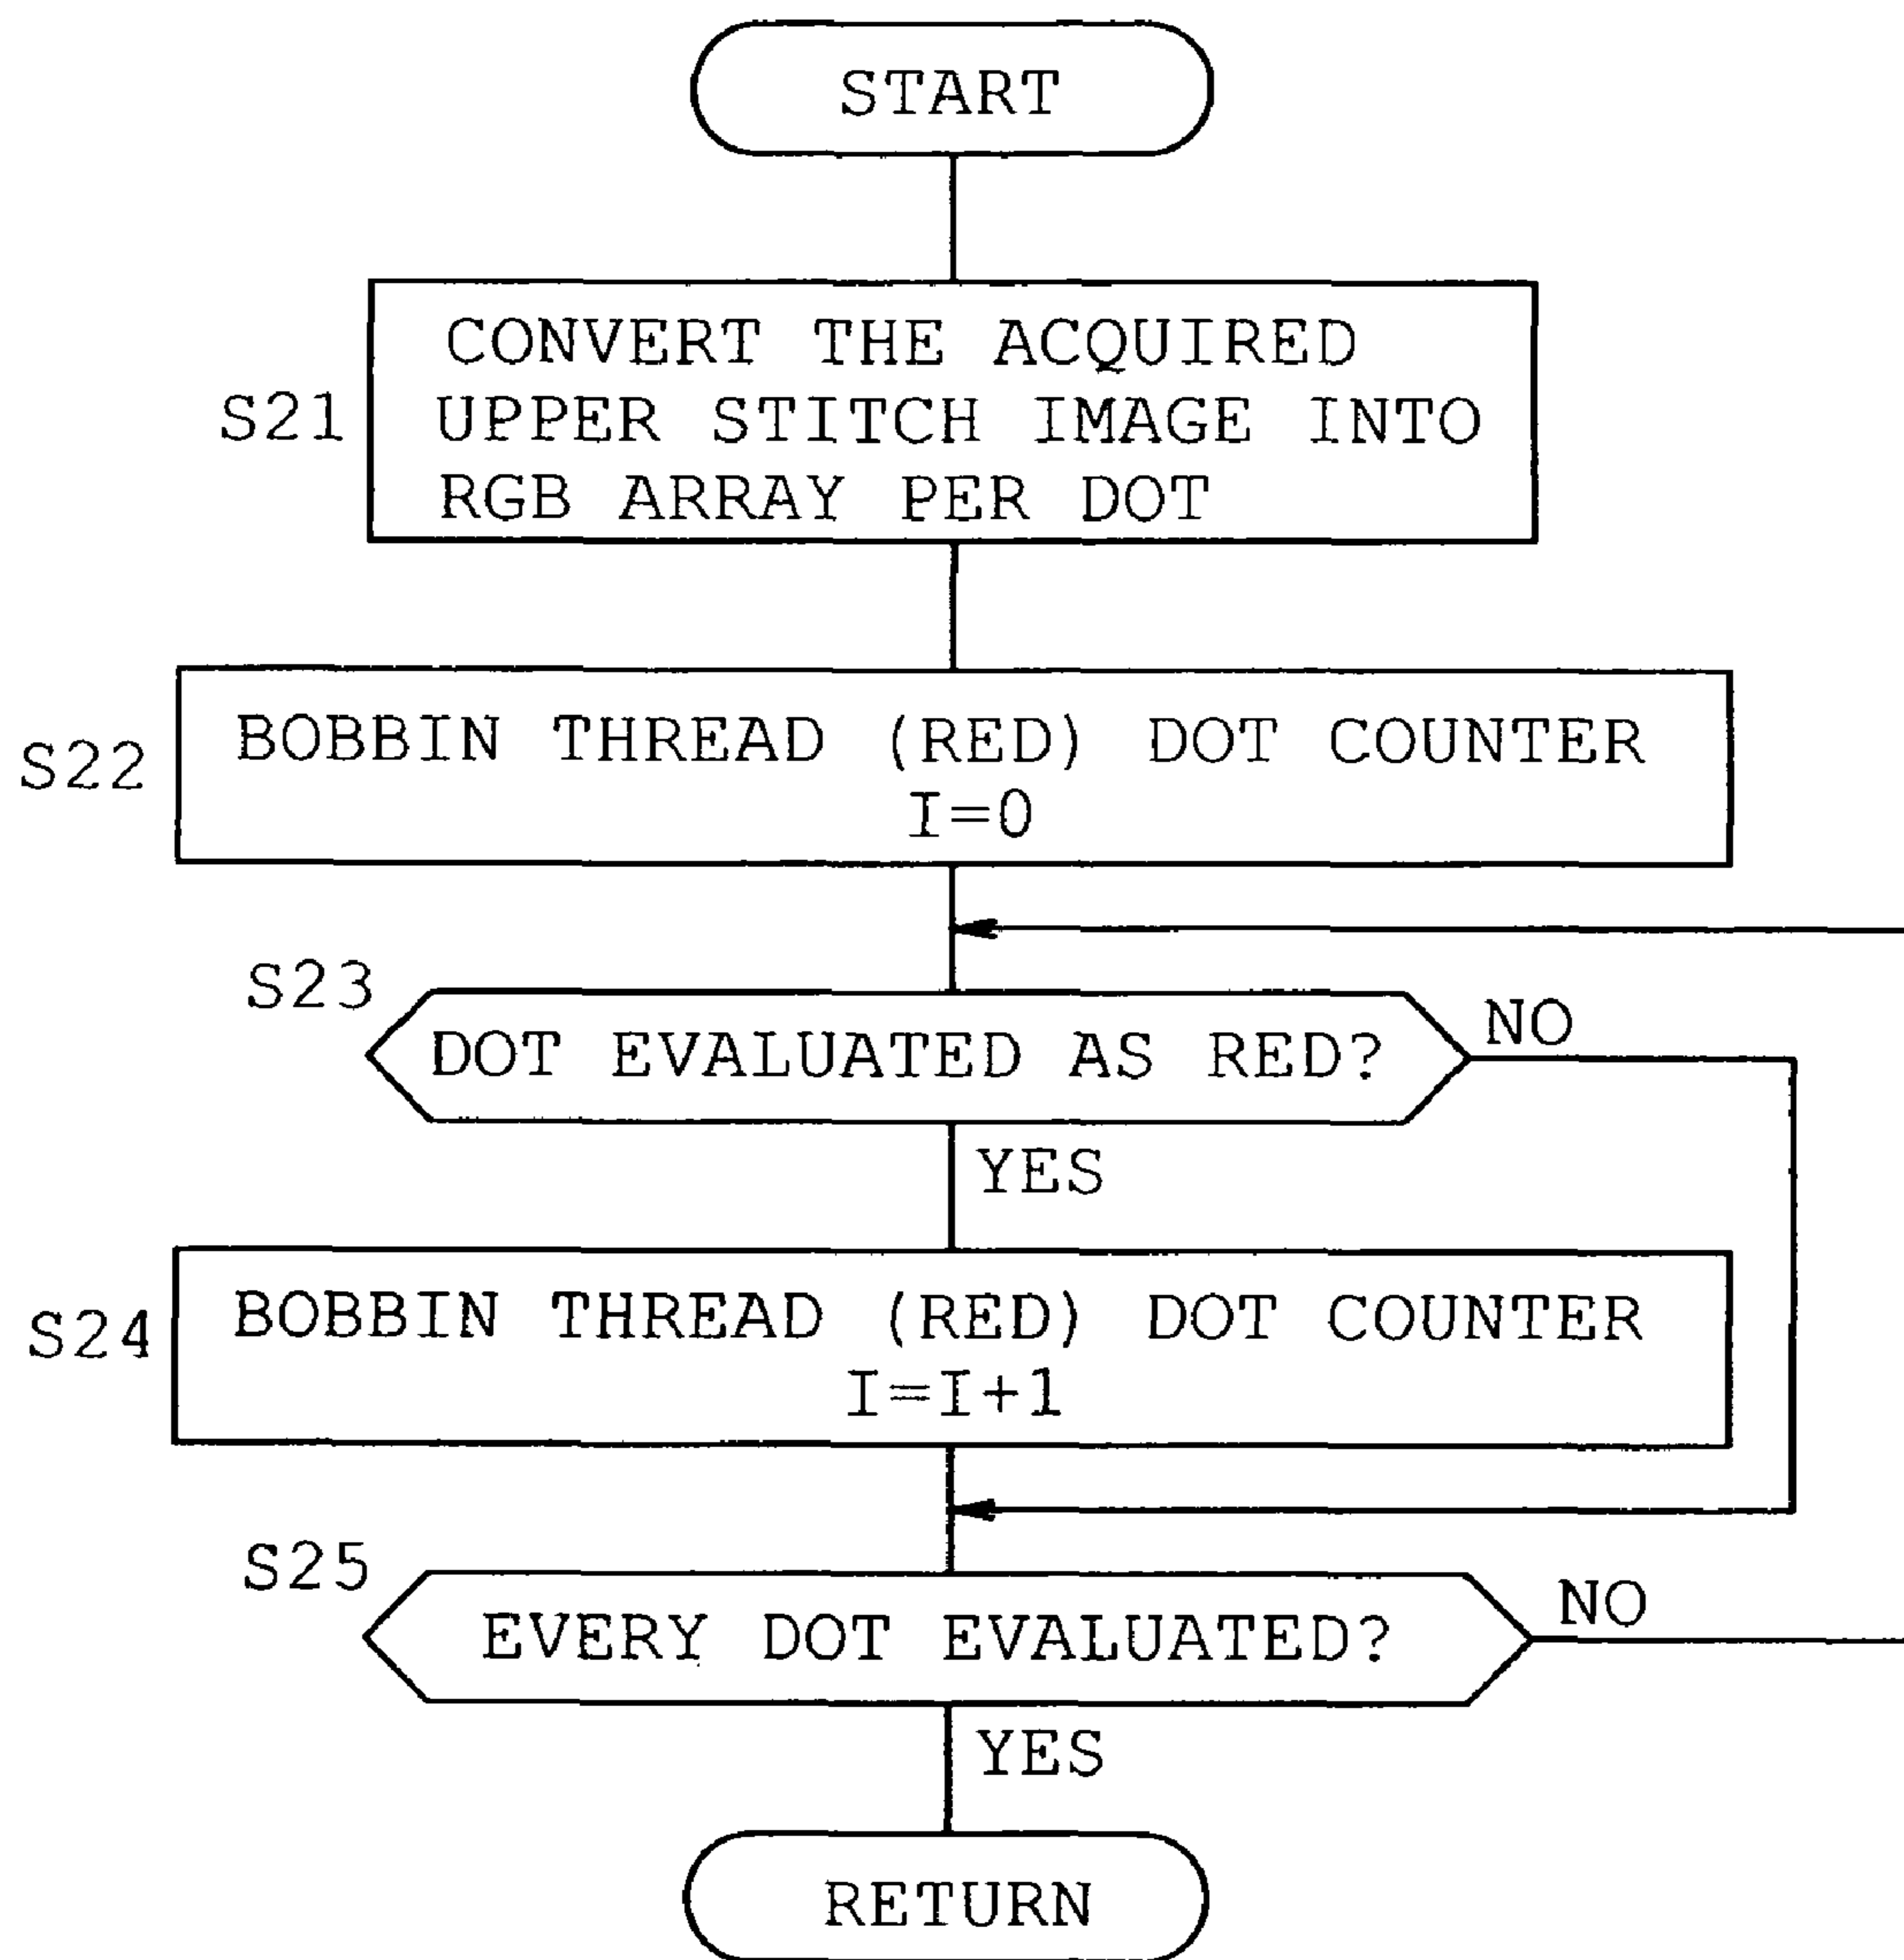 START
S21
CONVERT THE ACQUIRED
UPPER STITCH IMAGE INTO
RGB ARRAY PER DOT
S22
BOBBIN THREAD (RED) DOT COUNTER
I=0
S23
DOT EVALUATED AS RED?
NO
YES
S24
BOBBIN THREAD (RED) DOT COUNTER
I=I+1
S25
EVERY DOT EVALUATED?
NO
YES
RETURN